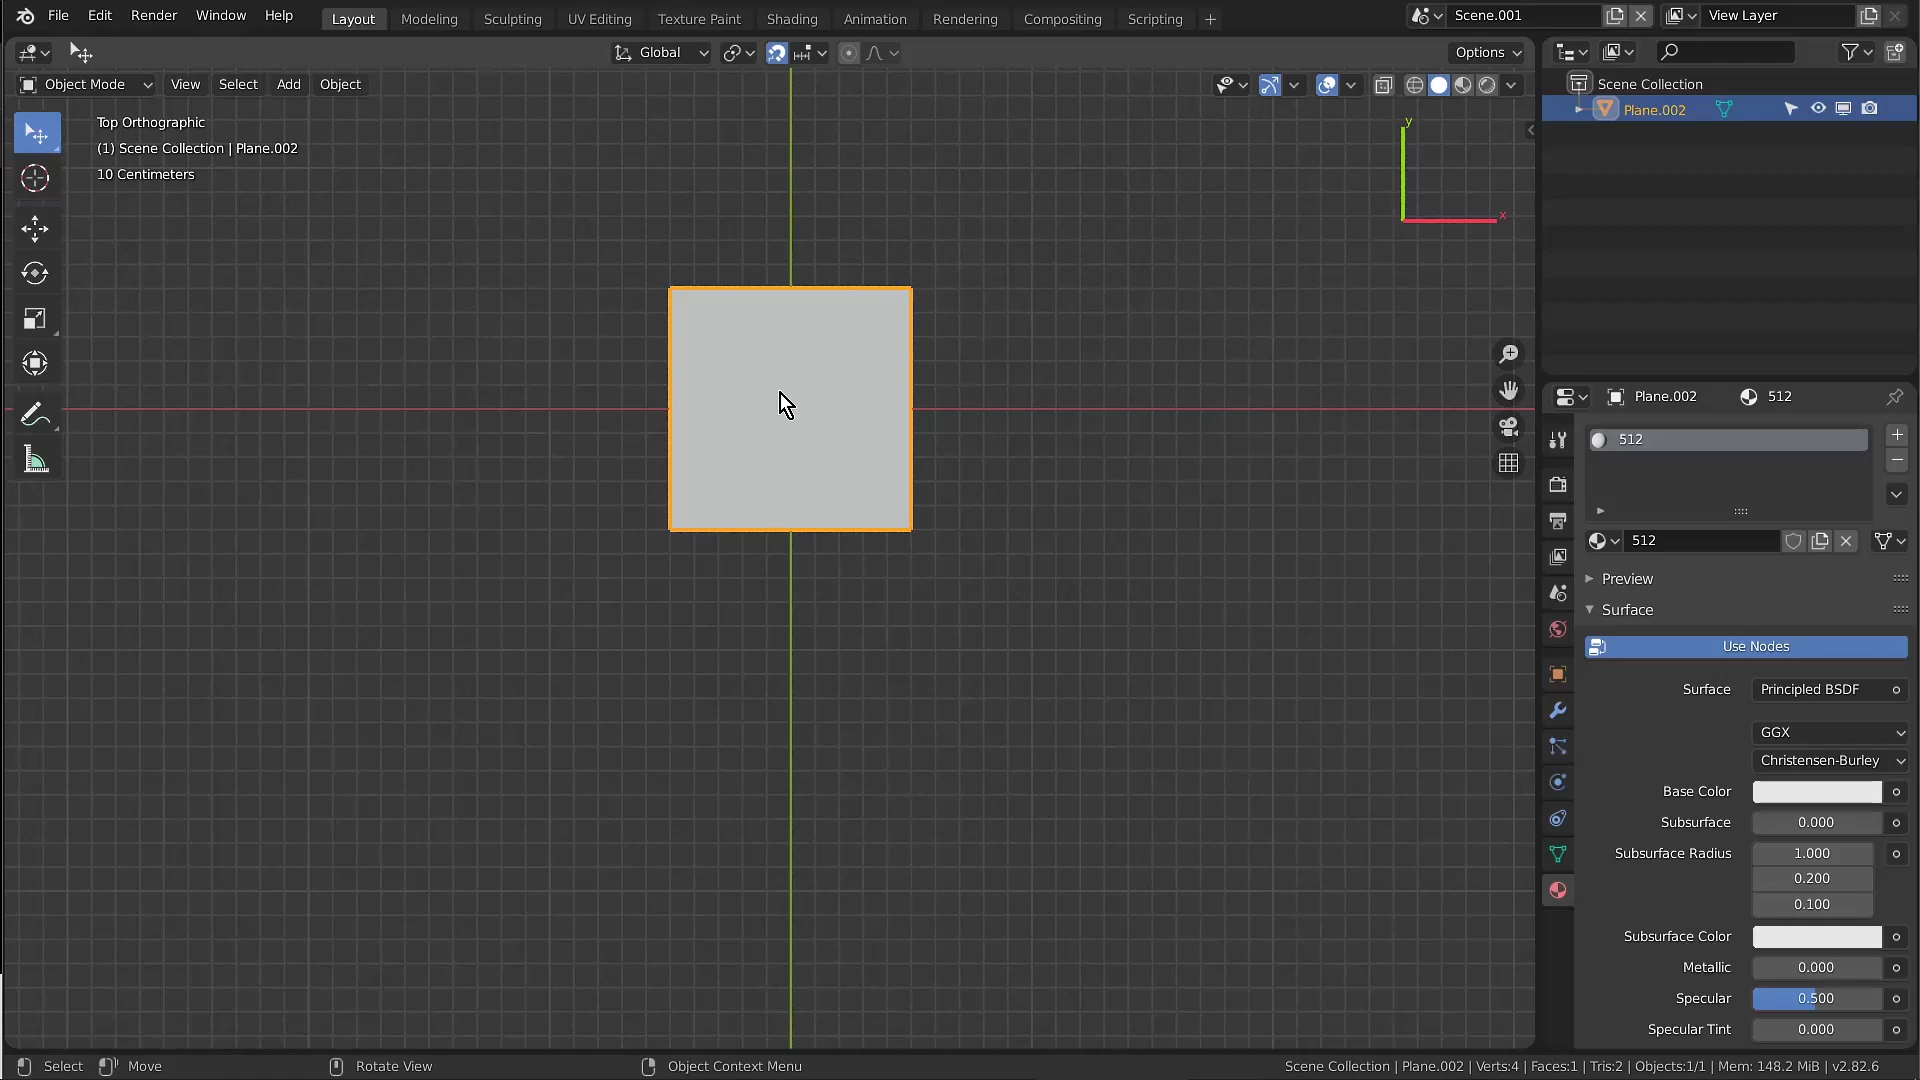 File Edit Render Window Help Layout Modeling Sculpting UV Editing Texture Paint Shading Animation Rendering Compositing Scripting + Scene.001 View Layer
Global Options
Object Mode View Select Add Object
Scene Collection
Plane.002
Top Orthographic
(1) Scene Collection | Plane.002
10 Centimeters
y
x
Plane.002 512
512
512
Preview
Surface
Use Nodes
Surface Principled BSDF
GGX
Christensen-Burley
Base Color
Subsurface 0.000
Subsurface Radius 1.000
0.200
0.100
Subsurface Color
Metallic 0.000
Specular 0.500
Specular Tint 0.000
Select Move Rotate View Object Context Menu Scene Collection | Plane.002 | Verts:4 | Faces:1 | Tris:2 | Objects:1/1 | Mem: 148.2 MiB | v2.82.6